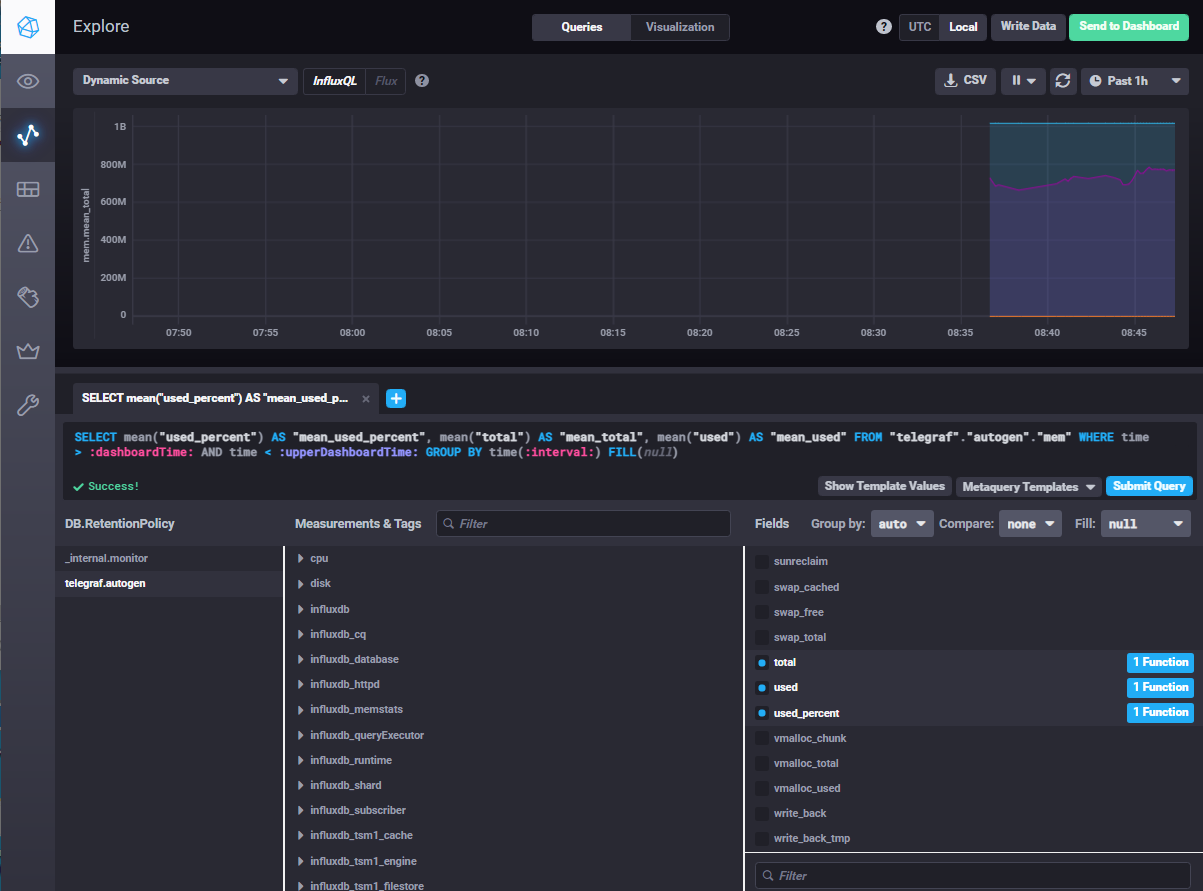 Explore
Queries
Visualization
?
UTC
Local
Write Data
Send to Dashboard
Dynamic Source
InfluxQL
Flux
?
CSV
Past 1h
mem.mean_total
1B
800M
600M
400M
200M
0
07:50
07:55
08:00
08:05
08:10
08:15
08:20
08:25
08:30
08:35
08:40
08:45
SELECT mean("used_percent") AS "mean_used_p...
SELECT mean("used_percent") AS "mean_used_percent", mean("total") AS "mean_total", mean("used") AS "mean_used" FROM "telegraf"."autogen"."mem" WHERE time
> :dashboardTime: AND time < :upperDashboardTime: GROUP BY time(:interval:) FILL(null)
Success!
Show Template Values
Metaquery Templates
Submit Query
DB.RetentionPolicy
_internal.monitor
telegraf.autogen
Measurements & Tags
Filter
cpu
disk
influxdb
influxdb_cq
influxdb_database
influxdb_httpd
influxdb_memstats
influxdb_queryExecutor
influxdb_runtime
influxdb_shard
influxdb_subscriber
influxdb_tsm1_cache
influxdb_tsm1_engine
influxdb_tsm1_filestore
Fields
Group by:
auto
Compare:
none
Fill:
null
sunreclaim
swap_cached
swap_free
swap_total
total
1 Function
used
1 Function
used_percent
1 Function
vmalloc_chunk
vmalloc_total
vmalloc_used
write_back
write_back_tmp
Filter